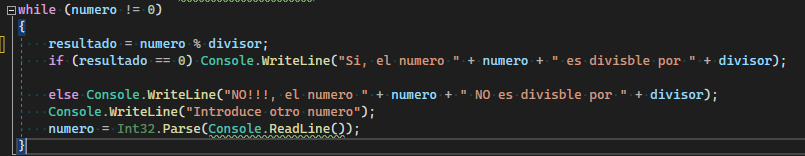 while (numero != 0)
{
resultado = numero % divisor;
if (resultado == 0) Console.WriteLine("Si, el numero " + numero + " es divisble por " + divisor);
else Console.WriteLine("NO!!!, el numero " + numero + " NO es divisble por " + divisor);
Console.WriteLine("Introduce otro numero");
numero = Int32.Parse(Console.ReadLine());
}